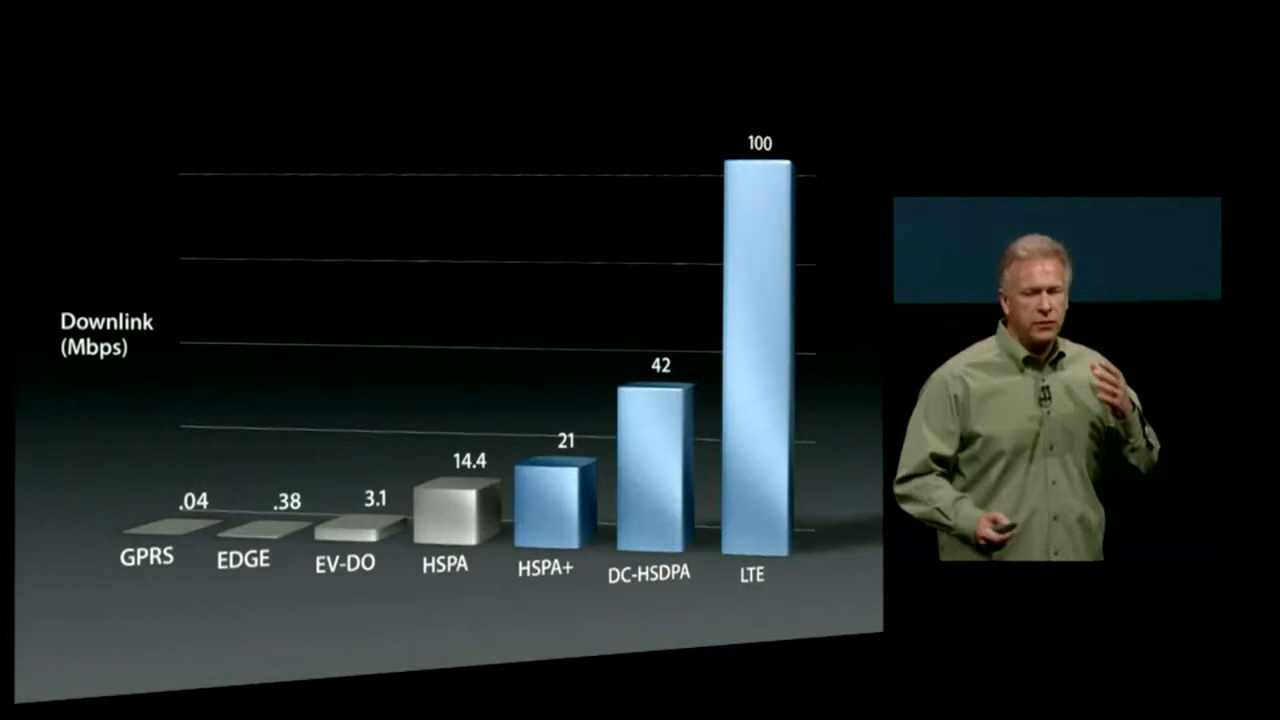 100
Downlink
(Mbps)
42
21
14.4
3.1
.38
.04
GPRS
EDGE
EV-DO
HSPA
HSPA+
DC-HSDPA
LTE